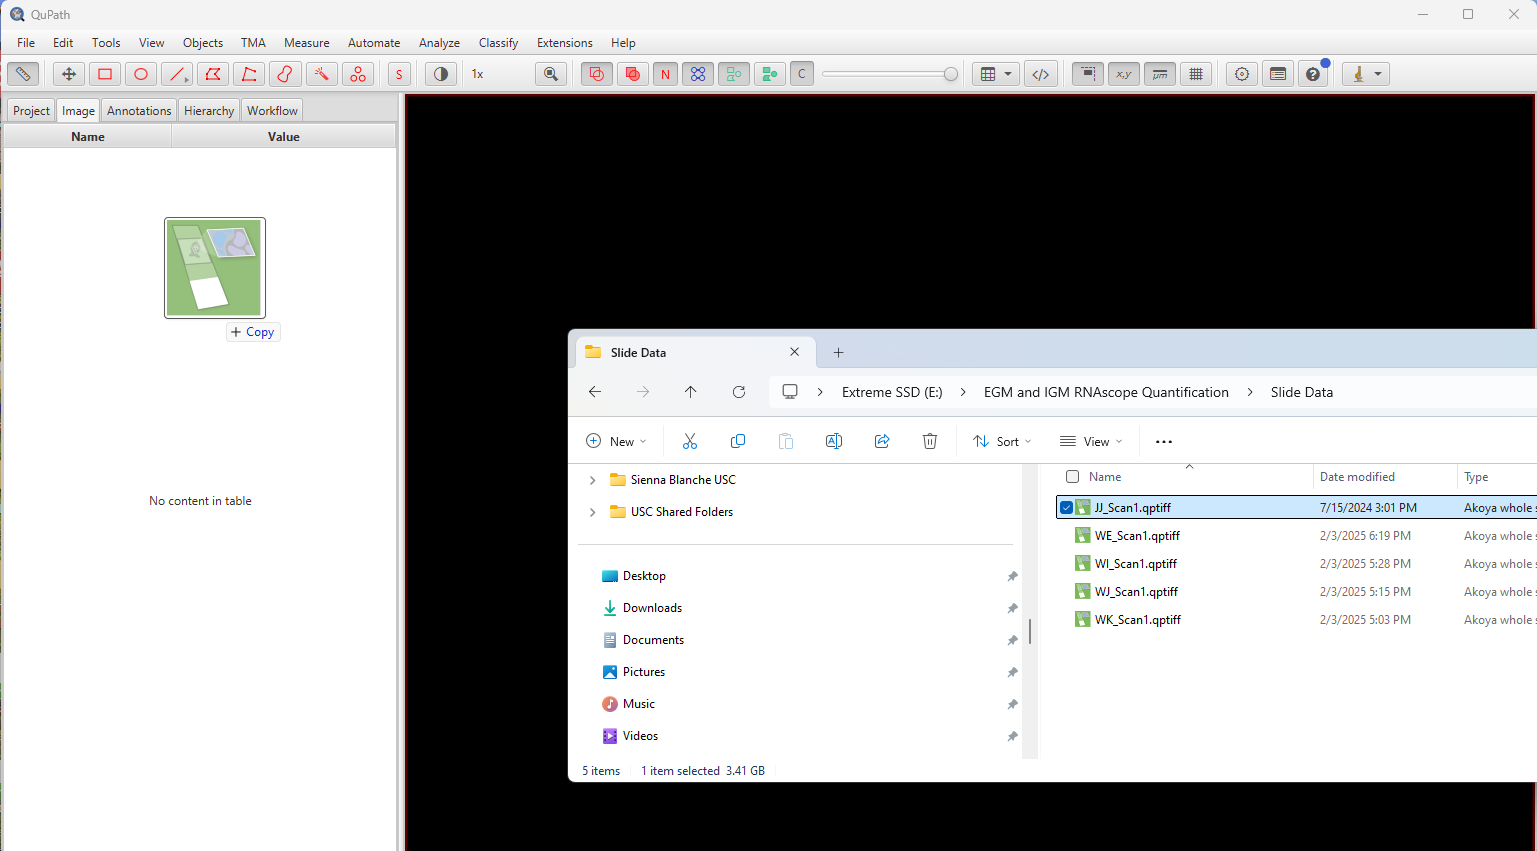 QuPath
File Edit Tools View Objects TMA Measure Automate Analyze Classify Extensions Help
S 1x N C x,y μm ?
Project Image Annotations Hierarchy Workflow
Name Value
+ Copy
No content in table
Slide Data
Extreme SSD (E:) > EGM and IGM RNAscope Quantification > Slide Data
New Sort View
Sienna Blanche USC
USC Shared Folders
Desktop
Downloads
Documents
Pictures
Music
Videos
Name Date modified Type
JJ_Scan1.qptiff 7/15/2024 3:01 PM Akoya whole s
WE_Scan1.qptiff 2/3/2025 6:19 PM Akoya whole s
WI_Scan1.qptiff 2/3/2025 5:28 PM Akoya whole s
WJ_Scan1.qptiff 2/3/2025 5:15 PM Akoya whole s
WK_Scan1.qptiff 2/3/2025 5:03 PM Akoya whole s
5 items 1 item selected 3.41 GB